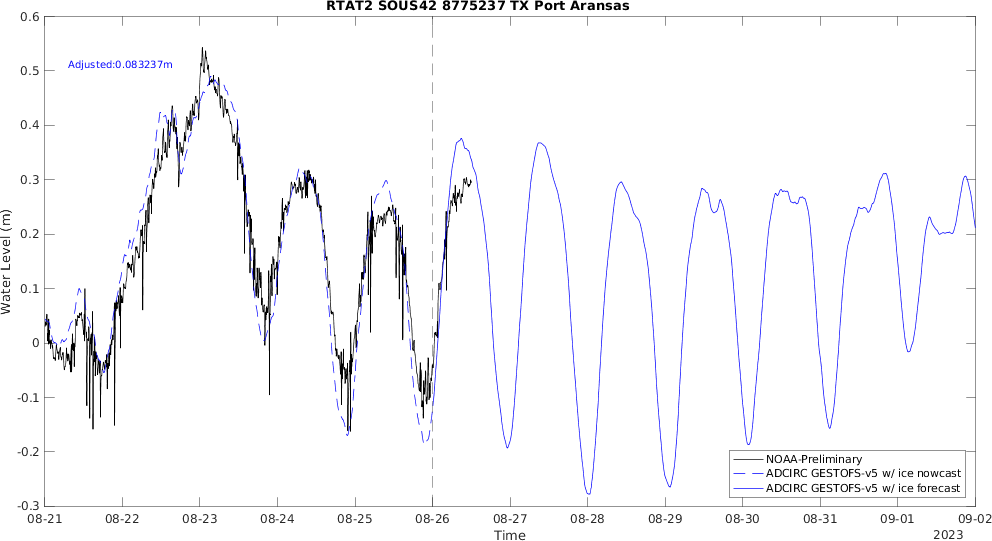 RTAT2 SOUS42 8775237 TX Port Aransas
Adjusted:0.083237m
Water Level (m)
0.6
0.5
0.4
0.3
0.2
0.1
0
-0.1
-0.2
-0.3
NOAA-Preliminary
ADCIRC GESTOFS-v5 w/ ice nowcast
ADCIRC GESTOFS-v5 w/ ice forecast
08-21 08-22 08-23 08-24 08-25 08-26 08-27 08-28 08-29 08-30 08-31 09-01 09-02
Time
2023